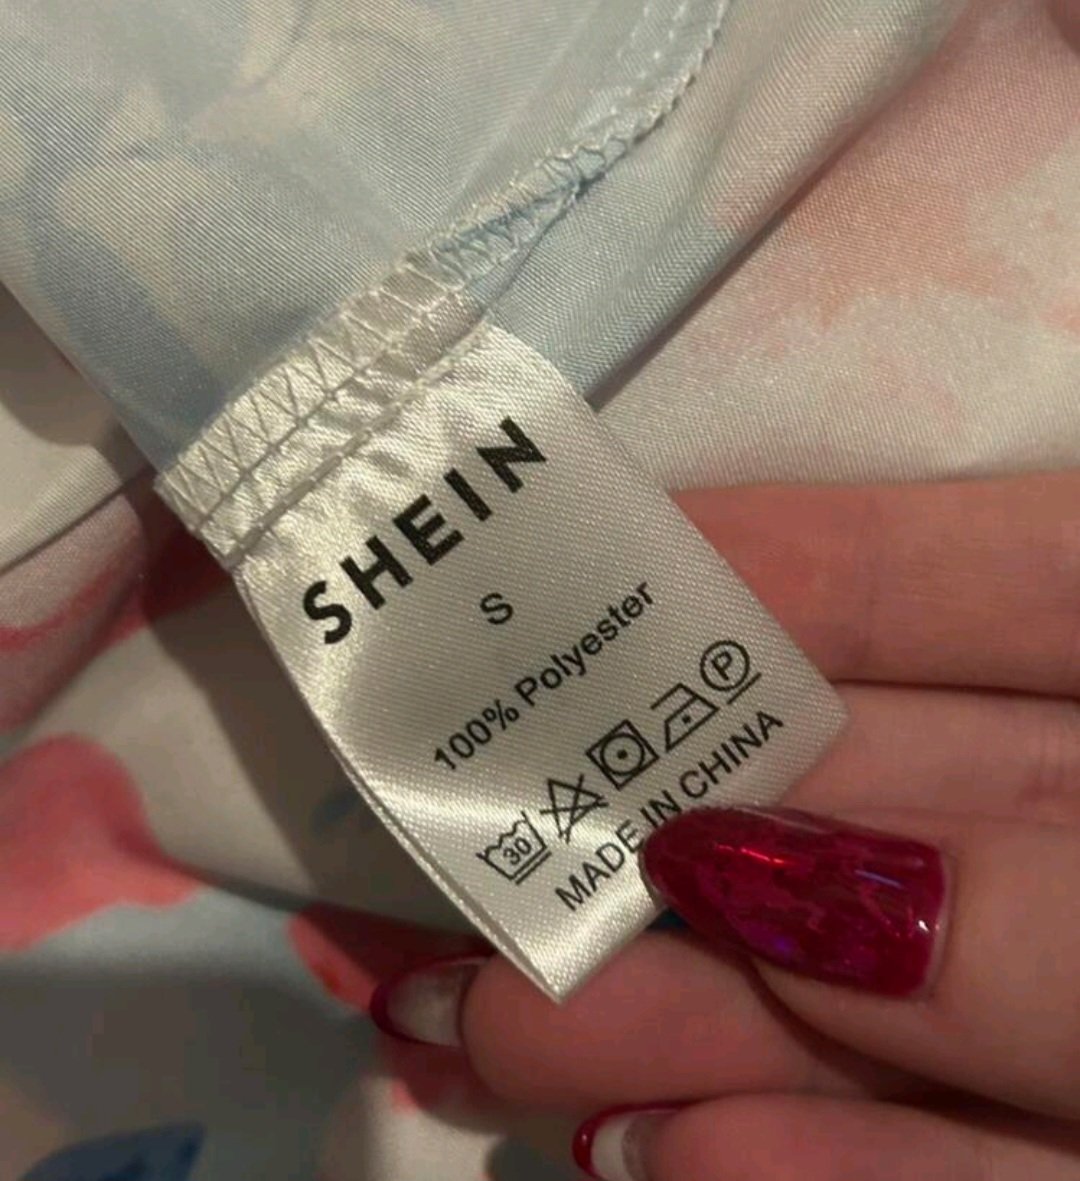 SHEIN
S
100% Polyester
30 P
MADE IN CHINA